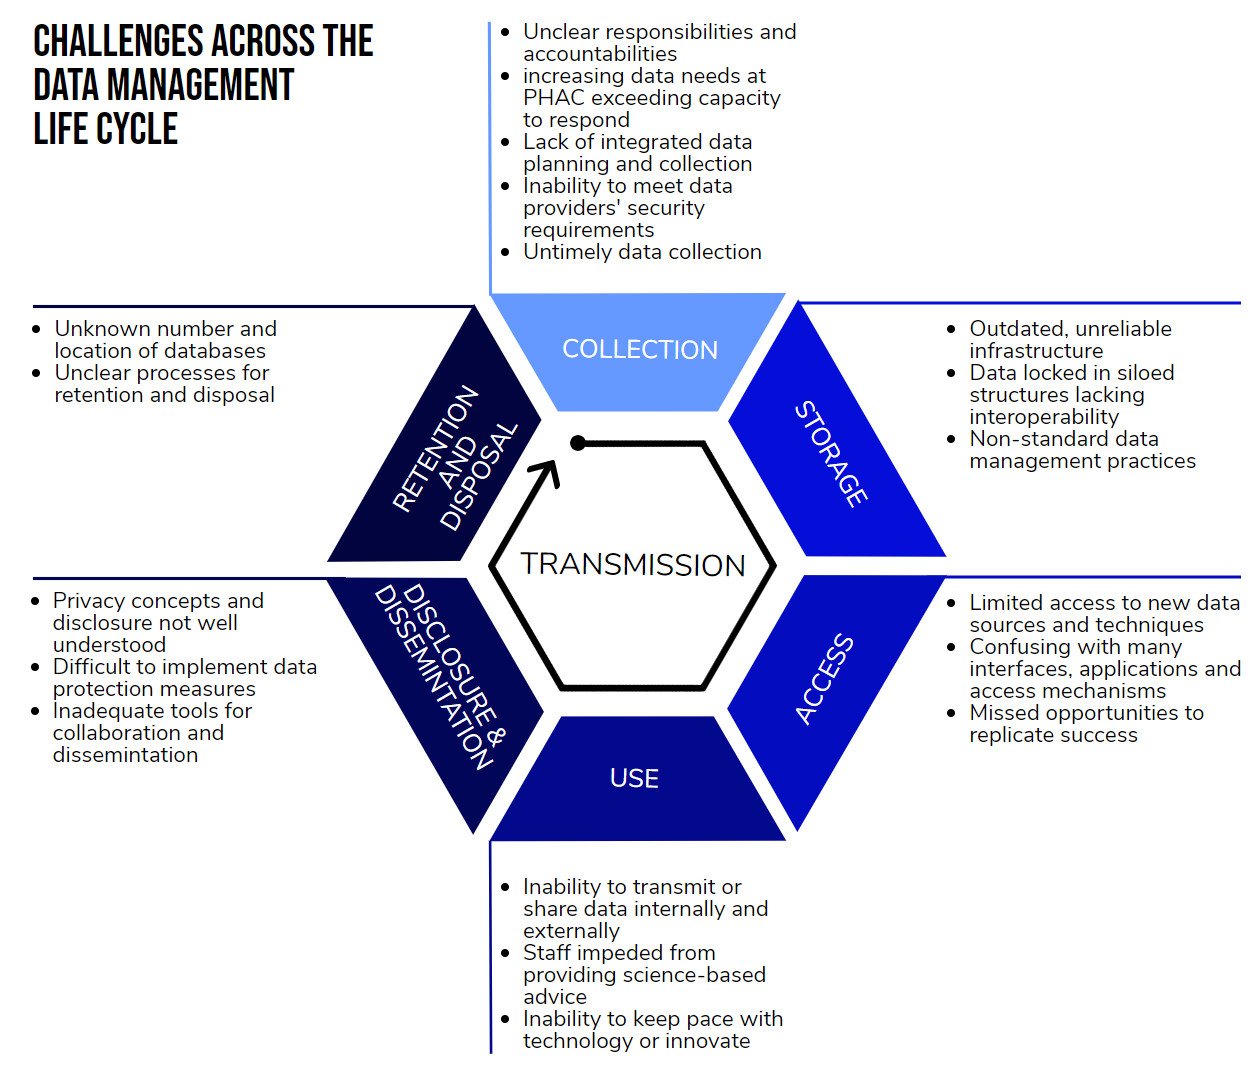 CHALLENGES ACROSS THE
DATA MANAGEMENT
LIFE CYCLE
• Unclear responsibilities and
accountabilities
• increasing data needs at
PHAC exceeding capacity
to respond
• Lack of integrated data
planning and collection
• Inability to meet data
providers' security
requirements
• Untimely data collection
COLLECTION
• Outdated, unreliable
infrastructure
• Data locked in siloed
structures lacking
interoperability
• Non-standard data
management practices
STORAGE
• Limited access to new data
sources and techniques
• Confusing with many
interfaces, applications and
access mechanisms
• Missed opportunities to
replicate success
ACCESS
USE
• Inability to transmit or
share data internally and
externally
• Staff impeded from
providing science-based
advice
• Inability to keep pace with
technology or innovate
DISCLOSURE &
DISSEMINTATION
• Privacy concepts and
disclosure not well
understood
• Difficult to implement data
protection measures
• Inadequate tools for
collaboration and
dissemintation
RETENTION
AND
DISPOSAL
• Unknown number and
location of databases
• Unclear processes for
retention and disposal
TRANSMISSION